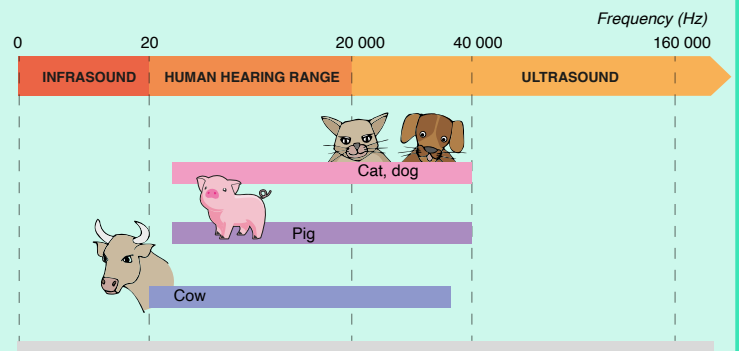 Frequency (Hz)
0 20 20 000 40 000 160 000
INFRASOUND HUMAN HEARING RANGE ULTRASOUND
Cat, dog
Pig
Cow